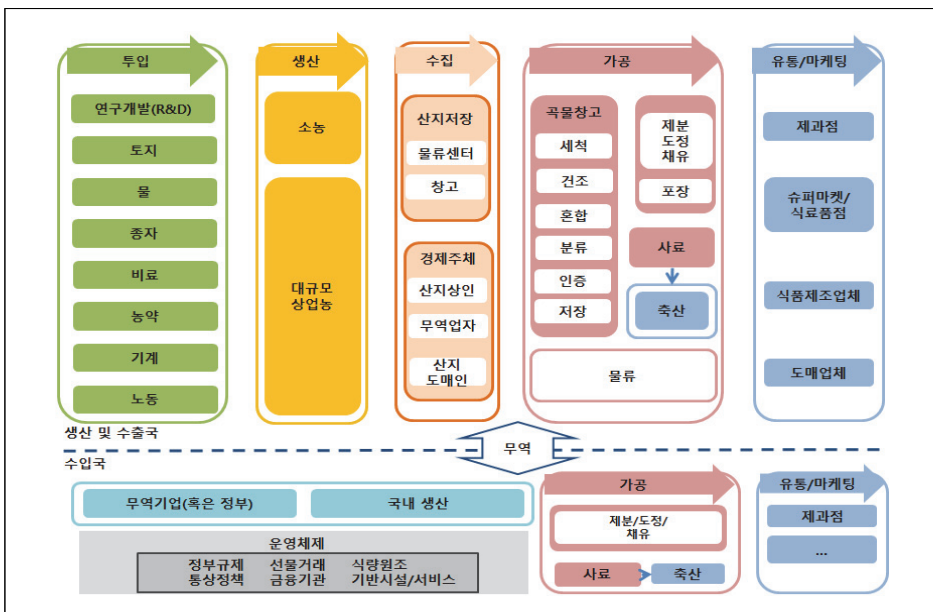 투입
연구개발(R&D)
토지
물
종자
비료
농약
기계
노동
생산
소농
대규모
상업농
수집
산지저장
물류센터
창고
경제주체
산지상인
무역업자
산지
도매인
가공
곡물창고
세척
건조
혼합
분류
인증
저장
제분
도정
채유
포장
사료
축산
물류
유통/마케팅
제과점
슈퍼마켓/
식료품점
식품제조업체
도매업체
생산 및 수출국
무역
수입국
무역기업(혹은 정부)
국내 생산
운영체제
정부규제 선물거래 식량원조
통상정책 금융기관 기반시설/서비스
가공
제분/도정/
채유
사료
축산
유통/마케팅
제과점
...